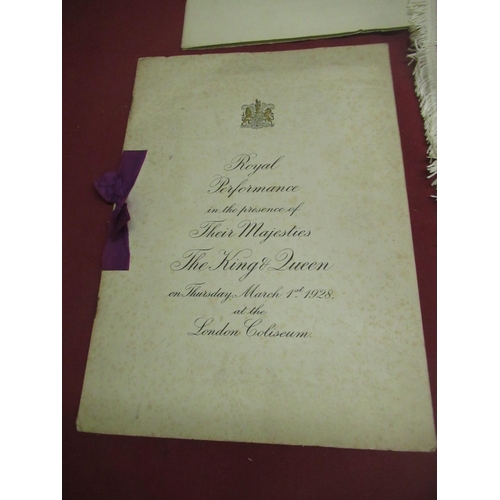 Royal
Performance
in the presence of
Their Majesties
The King & Queen
on Thursday, March 1st 1928,
at the
London Coliseum.